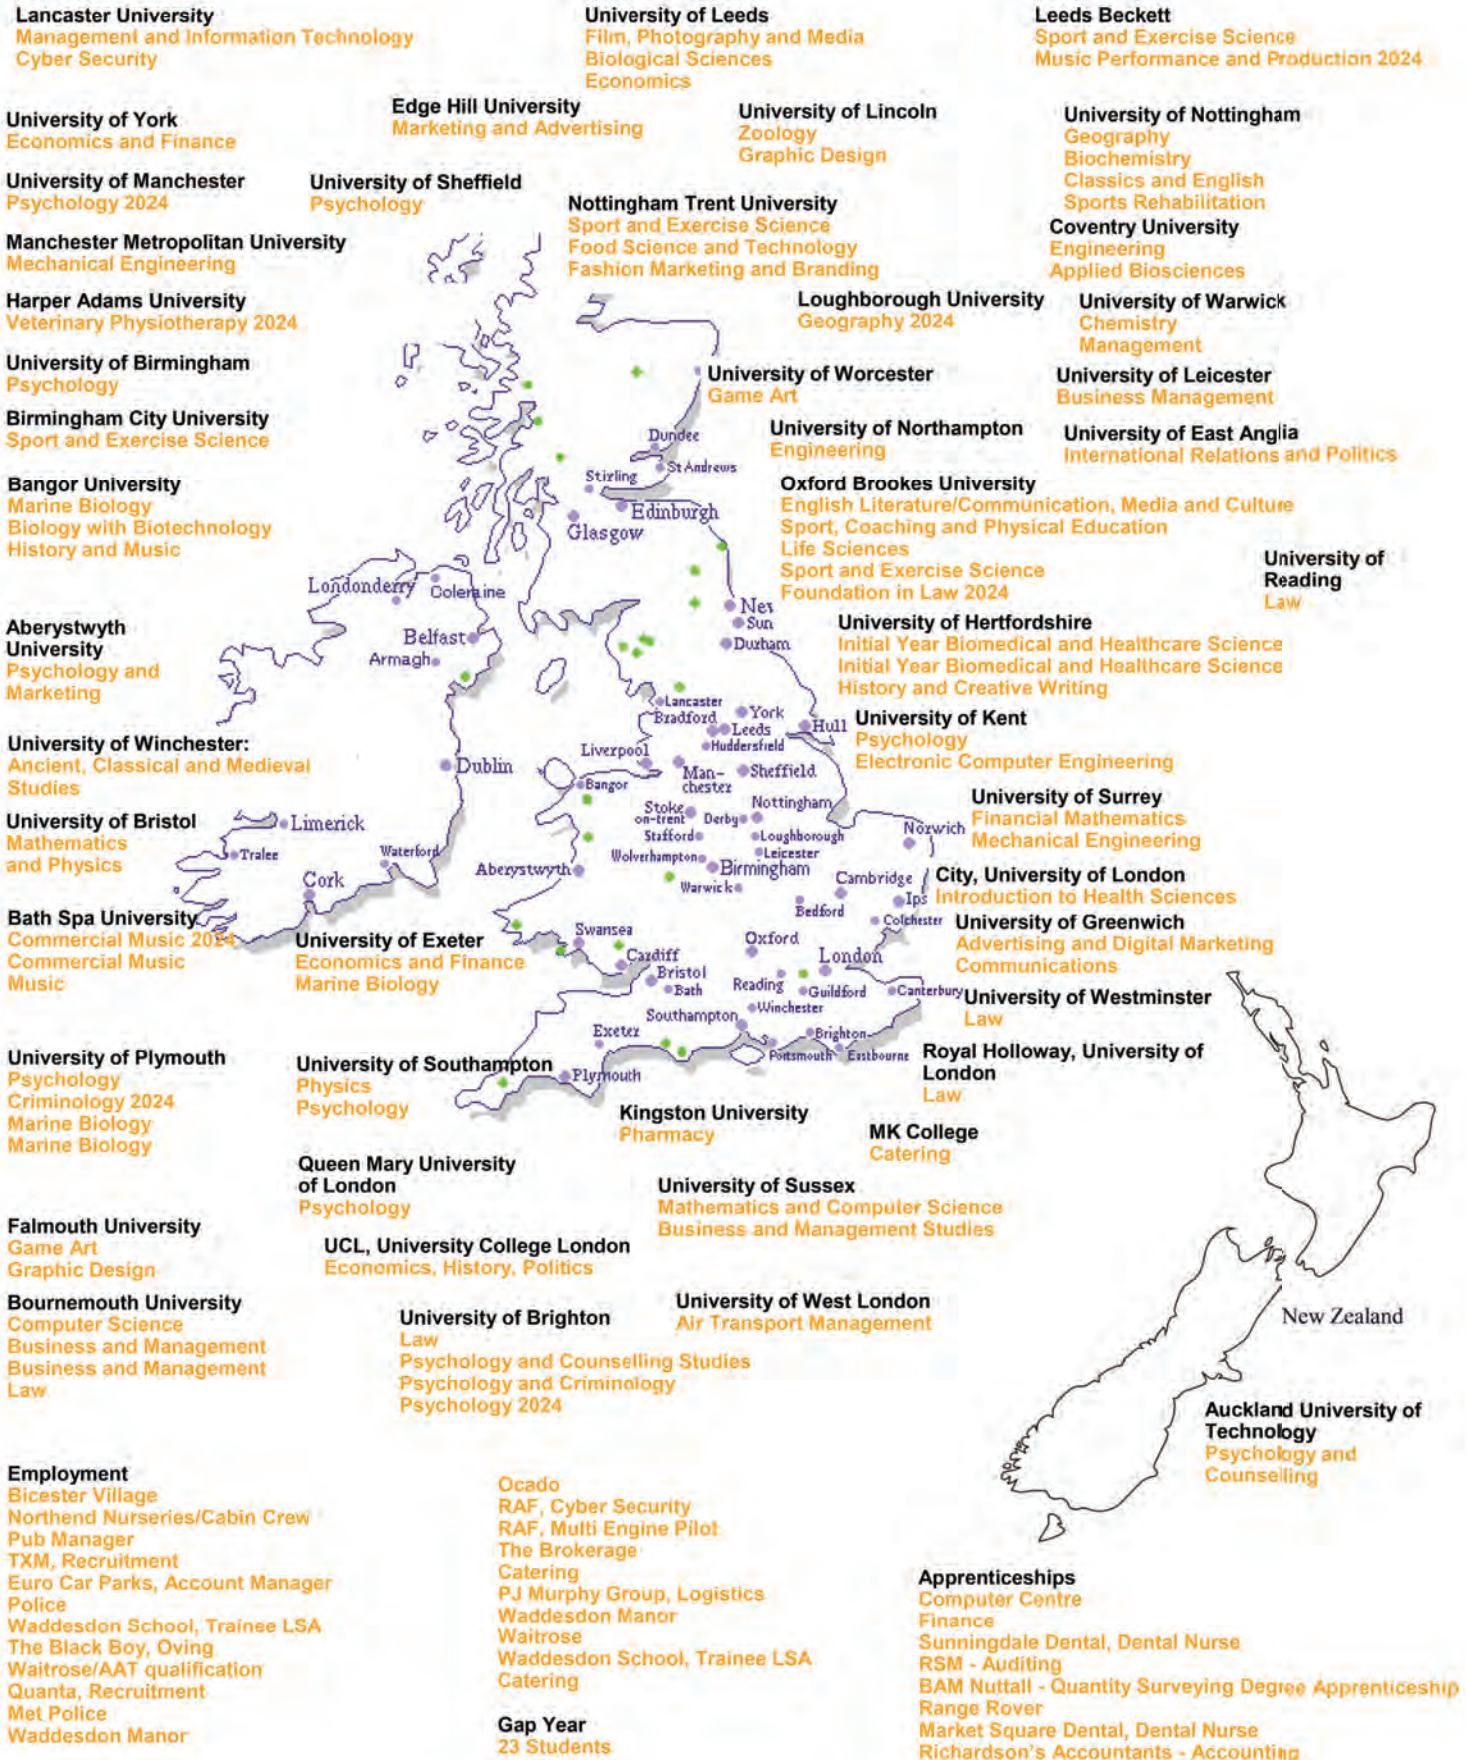 Lancaster University
Management and Information Technology
Cyber Security
University of Leeds
Film, Photography and Media
Biological Sciences
Economics
Leeds Beckett
Sport and Exercise Science
Music Performance and Production 2024
University of York
Economics and Finance
Edge Hill University
Marketing and Advertising
University of Lincoln
Zoology
Graphic Design
University of Nottingham
Geography
Biochemistry
Classics and English
Sports Rehabilitation
University of Manchester
Psychology 2024
University of Sheffield
Psychology
Nottingham Trent University
Sport and Exercise Science
Food Science and Technology
Fashion Marketing and Branding
Coventry University
Engineering
Applied Biosciences
Manchester Metropolitan University
Mechanical Engineering
Harper Adams University
Veterinary Physiotherapy 2024
Loughborough University
Geography 2024
University of Warwick
Chemistry
Management
University of Birmingham
Psychology
University of Worcester
Game Art
University of Leicester
Business Management
Birmingham City University
Sport and Exercise Science
University of Northampton
Engineering
University of East Anglia
International Relations and Politics
Bangor University
Marine Biology
Biology with Biotechnology
History and Music
Oxford Brookes University
English Literature/Communication, Media and Culture
Sport, Coaching and Physical Education
Life Sciences
Sport and Exercise Science
Foundation in Law 2024
University of
Reading
Law
Aberystwyth
University
Psychology and
Marketing
University of Hertfordshire
Initial Year Biomedical and Healthcare Science
Initial Year Biomedical and Healthcare Science
History and Creative Writing
University of Kent
Psychology
Electronic Computer Engineering
University of Winchester:
Ancient, Classical and Medieval
Studies
University of Surrey
Financial Mathematics
Mechanical Engineering
University of Bristol
Mathematics
and Physics
City, University of London
Introduction to Health Sciences
Bath Spa University
Commercial Music 2024
Commercial Music
Music
University of Exeter
Economics and Finance
Marine Biology
University of Greenwich
Advertising and Digital Marketing
Communications
University of Westminster
Law
University of Plymouth
Psychology
Criminology 2024
Marine Biology
Marine Biology
University of Southampton
Physics
Psychology
Royal Holloway, University of
London
Law
Kingston University
Pharmacy
MK College
Catering
Queen Mary University
of London
Psychology
University of Sussex
Mathematics and Computer Science
Business and Management Studies
Falmouth University
Game Art
Graphic Design
UCL, University College London
Economics, History, Politics
Bournemouth University
Computer Science
Business and Management
Business and Management
Law
University of Brighton
Law
Psychology and Counselling Studies
Psychology and Criminology
Psychology 2024
University of West London
Air Transport Management
New Zealand
Auckland University of
Technology
Psychology and
Counselling
Dundee
St Andrews
Stirling
Edinburgh
Glasgow
Londonderry
Coleraine
Belfast
Armagh
New
Sun
Durham
Lancaster
Bradford
York
Leeds
Hull
Huddersfield
Liverpool
Man-
chester
Sheffield
Dublin
Bangor
Stoke
on-trent
Derby
Nottingham
Stafford
Loughborough
Norwich
Limerick
Tralee
Waterford
Wolverhampton
Leicester
Birmingham
Aberystwyth
Warwick
Cambridge
Cork
Bedford
Ips
Colchester
Swansea
Oxford
Cardiff
London
Bristol
Bath
Reading
Guildford
Canterbury
Winchester
Southampton
Exeter
Brighton
Portsmouth
Eastbourne
Plymouth
Employment
Bicester Village
Northend Nurseries/Cabin Crew
Pub Manager
TXM, Recruitment
Euro Car Parks, Account Manager
Police
Waddesdon School, Trainee LSA
The Black Boy, Oving
Waitrose/AAT qualification
Quanta, Recruitment
Met Police
Waddesdon Manor
Ocado
RAF, Cyber Security
RAF, Multi Engine Pilot
The Brokerage
Catering
PJ Murphy Group, Logistics
Waddesdon Manor
Waitrose
Waddesdon School, Trainee LSA
Catering
Gap Year
23 Students
Apprenticeships
Computer Centre
Finance
Sunningdale Dental, Dental Nurse
RSM - Auditing
BAM Nuttall - Quantity Surveying Degree Apprenticeship
Range Rover
Market Square Dental, Dental Nurse
Richardson's Accountants - Accounting